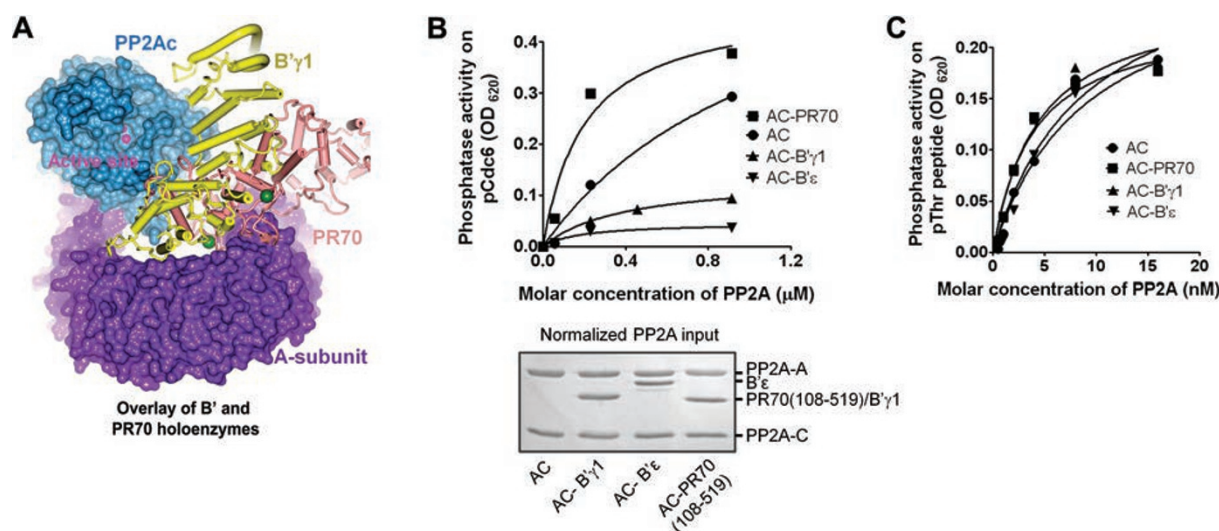 A
PP2Ac
B'γ1
Active site
PR70
A-subunit
Overlay of B' and
PR70 holoenzymes
B
Phosphatase activity on
pCdc6 (OD 620)
0.4
0.3
0.2
0.1
0.0
0.0 0.3 0.6 0.9 1.2
AC-PR70
AC
AC-B'γ1
AC-B'ε
Molar concentration of PP2A (µM)
Normalized PP2A input
PP2A-A
B'ε
PR70(108-519)/B'γ1
PP2A-C
AC
AC- B'γ1
AC- B'ε
AC-PR70
(108-519)
C
Phosphatase activity on
pThr peptide (OD 620)
0.20
0.15
0.10
0.05
0.00
0 5 10 15 20
AC
AC-PR70
AC-B'γ1
AC-B'ε
Molar concentration of PP2A (nM)